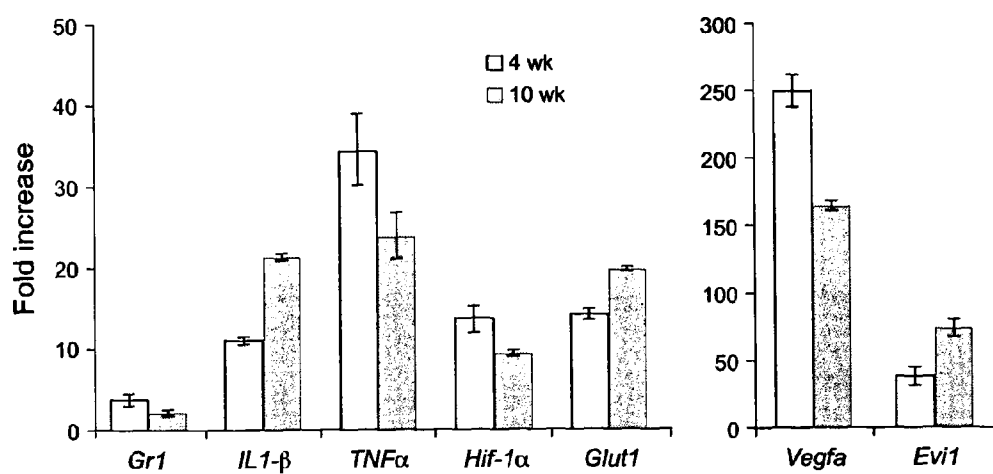 Fold increase
50
40
30
20
10
0
4 wk
10 wk
Gr1 IL1-β TNFα Hif-1α Glut1
300
250
200
150
100
50
0
Vegfa Evi1